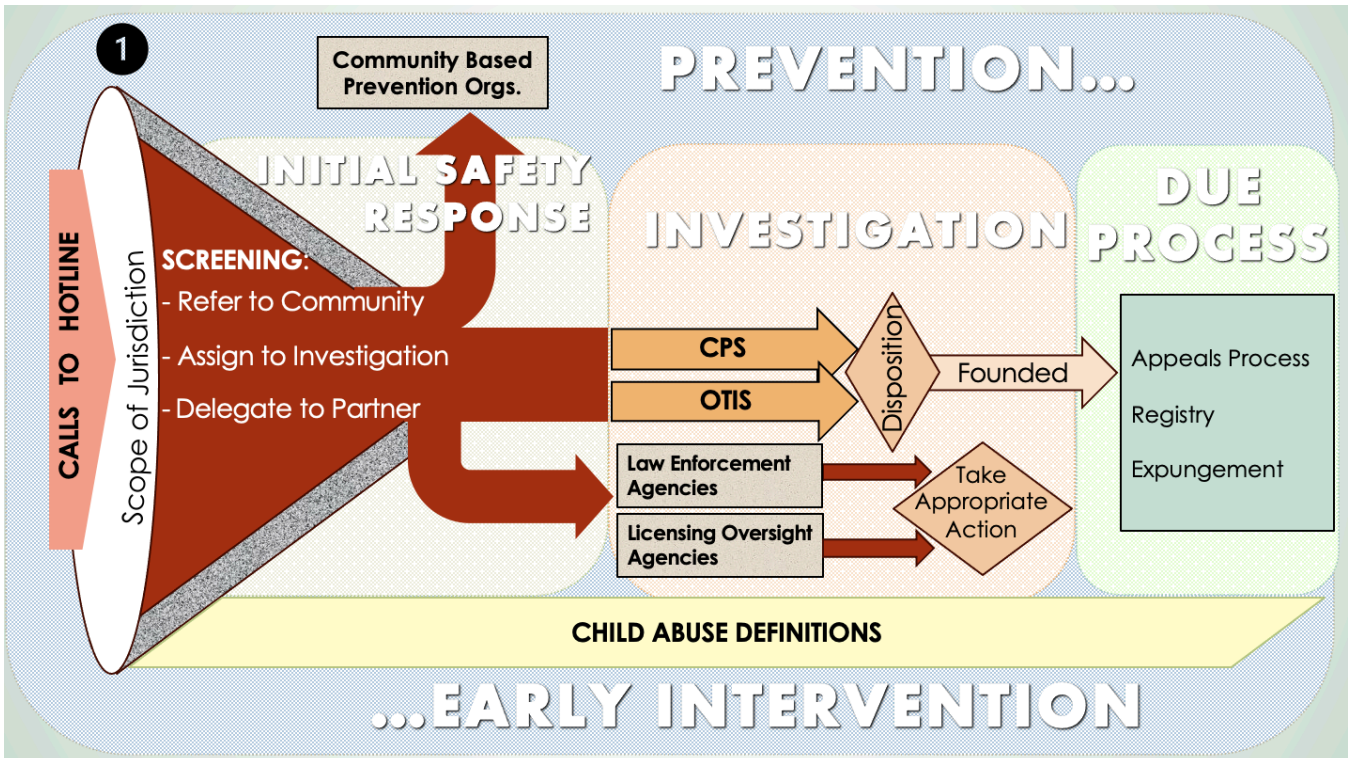 1
Community Based
Prevention Orgs.
PREVENTION...
INITIAL SAFETY
RESPONSE
INVESTIGATION
DUE
PROCESS
CALLS TO HOTLINE
Scope of Jurisdiction
SCREENING:
- Refer to Community
- Assign to Investigation
- Delegate to Partner
CPS
OTIS
Disposition
Founded
Law Enforcement
Agencies
Licensing Oversight
Agencies
Take
Appropriate
Action
Appeals Process
Registry
Expungement
CHILD ABUSE DEFINITIONS
...EARLY INTERVENTION